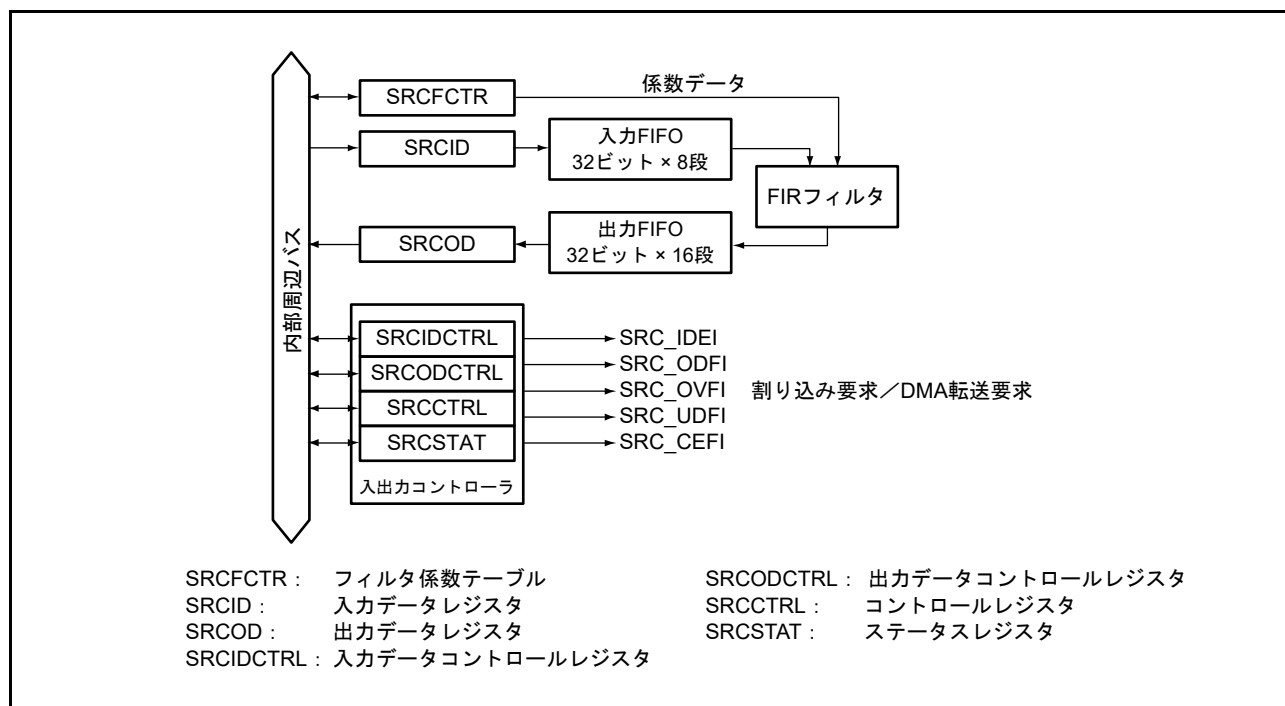 SRCFCTR
係数データ
SRCID
入力FIFO
32ビット × 8段
FIRフィルタ
SRCOD
出力FIFO
32ビット × 16段
内部周辺バス
SRCIDCTRL
SRCODCTRL
SRCCTRL
SRCSTAT
入出力コントローラ
SRC_IDEI
SRC_ODFI
SRC_OVFI
SRC_UDFI
SRC_CEFI
割り込み要求／DMA転送要求
SRCFCTR： フィルタ係数テーブル
SRCID： 入力データレジスタ
SRCOD： 出力データレジスタ
SRCIDCTRL： 入力データコントロールレジスタ
SRCODCTRL： 出力データコントロールレジスタ
SRCCTRL： コントロールレジスタ
SRCSTAT： ステータスレジスタ